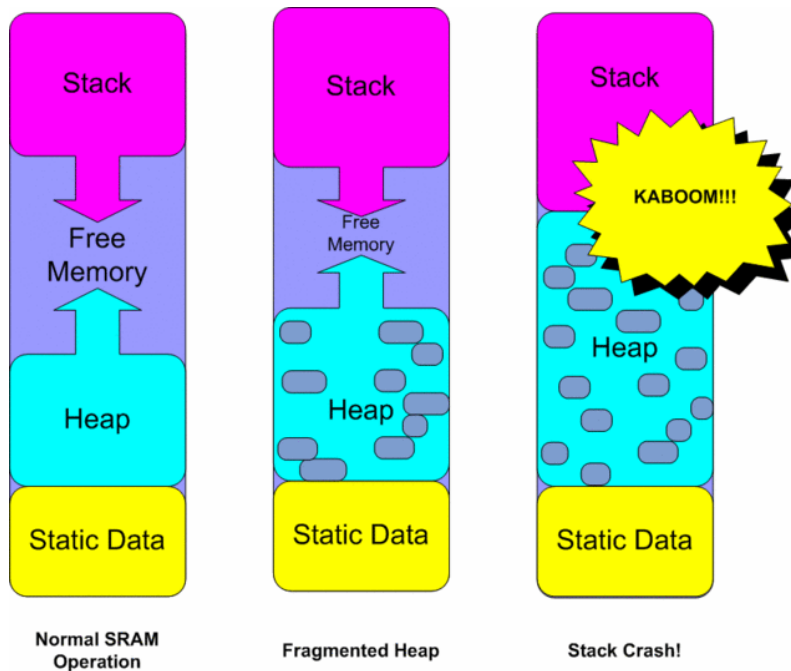 Stack
Free
Memory
Heap
Static Data
Normal SRAM
Operation
Stack
Free
Memory
Heap
Static Data
Fragmented Heap
Stack
KABOOM!!!
Heap
Static Data
Stack Crash!